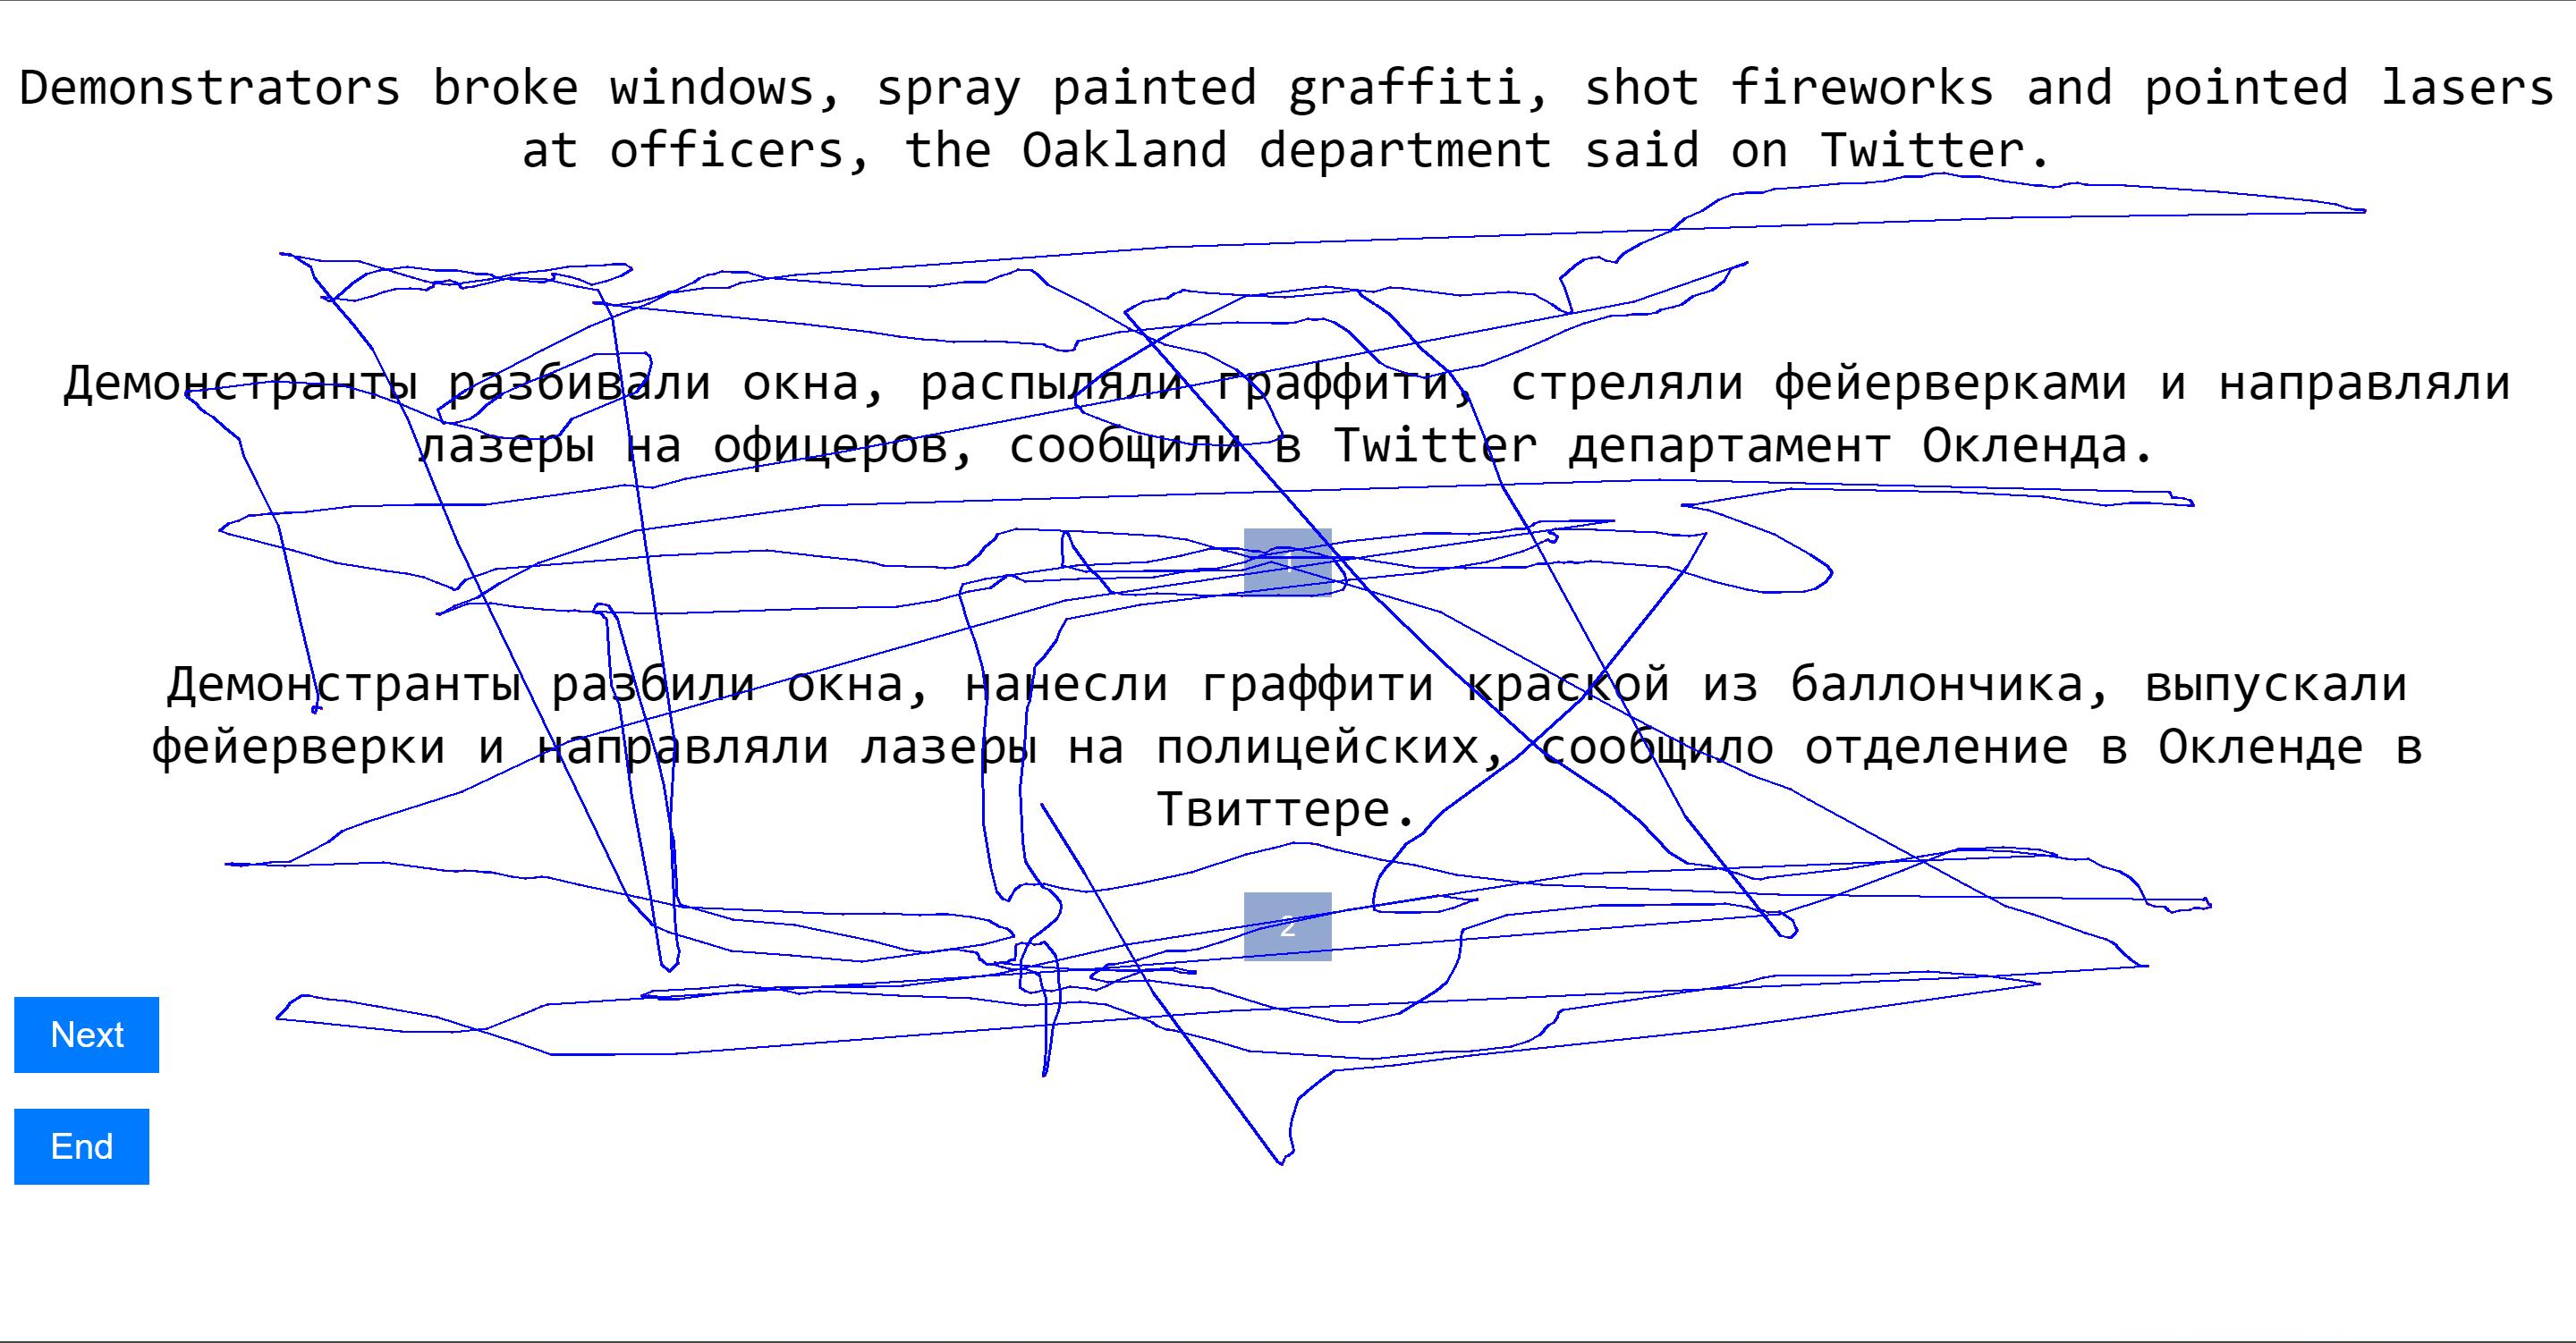 Demonstrators broke windows, spray painted graffiti, shot fireworks and pointed lasers
at officers, the Oakland department said on Twitter.
Демонстранты разбивали окна, распыляли граффити, стреляли фейерверками и направляли
лазеры на офицеров, сообщили в Twitter департамент Окленда.
1
Демонстранты разбили окна, нанесли граффити краской из баллончика, выпускали
фейерверки и направляли лазеры на полицейских, сообщило отделение в Окленде в
Твиттере.
2
Next
End